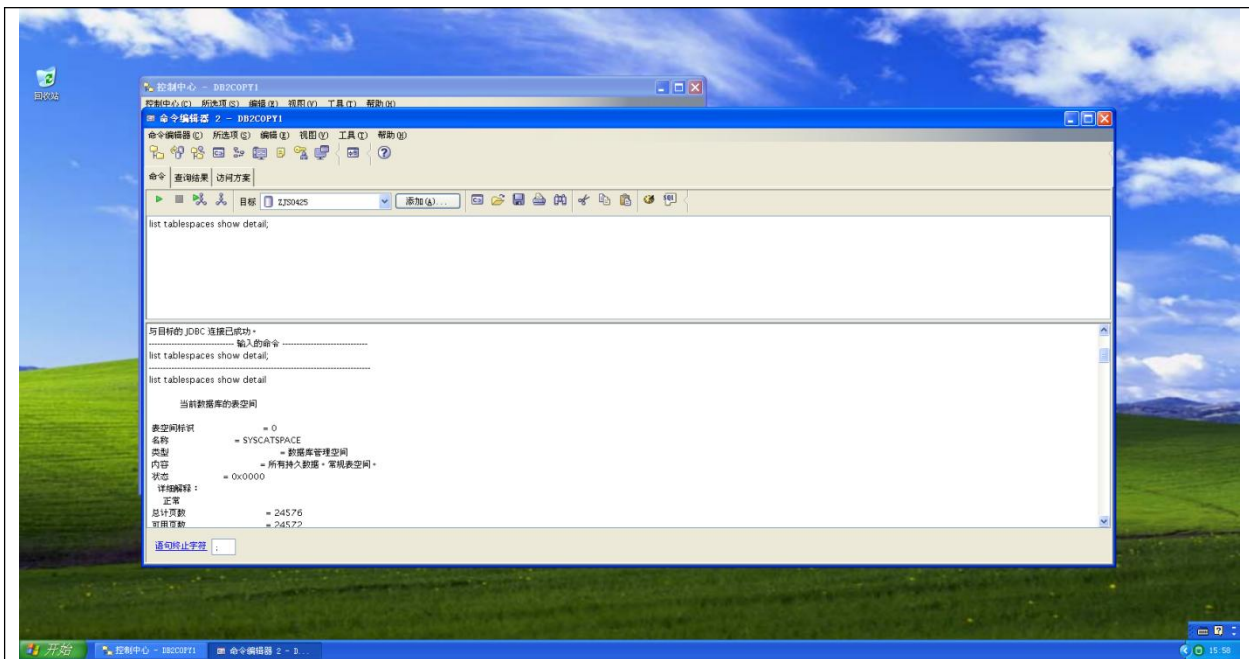 回收站
控制中心 - DB2COPY1
控制中心(C) 所选项(S) 编辑(E) 视图(V) 工具(T) 帮助(H)
命令编辑器 2 - DB2COPY1
命令编辑器(C) 所选项(S) 编辑(E) 视图(V) 工具(T) 帮助(H)
命令 查询结果 访问方案
目标 ZJS0425 添加(A)...
list tablespaces show detail;
与目标的 JDBC 连接已成功。
------------------------------ 输入的命令 ------------------------------
list tablespaces show detail;
------------------------------------------------------------------------------
list tablespaces show detail
当前数据库的表空间
表空间标识 = 0
名称 = SYSCATSPACE
类型 = 数据库管理空间
内容 = 所有持久数据。常规表空间。
状态 = 0x0000
详细解释：
正常
总计页数 = 24576
可用页数 = 24572
语句终止字符 ;
开始 控制中心 - DB2COPY1 命令编辑器 2 - D... 15:58